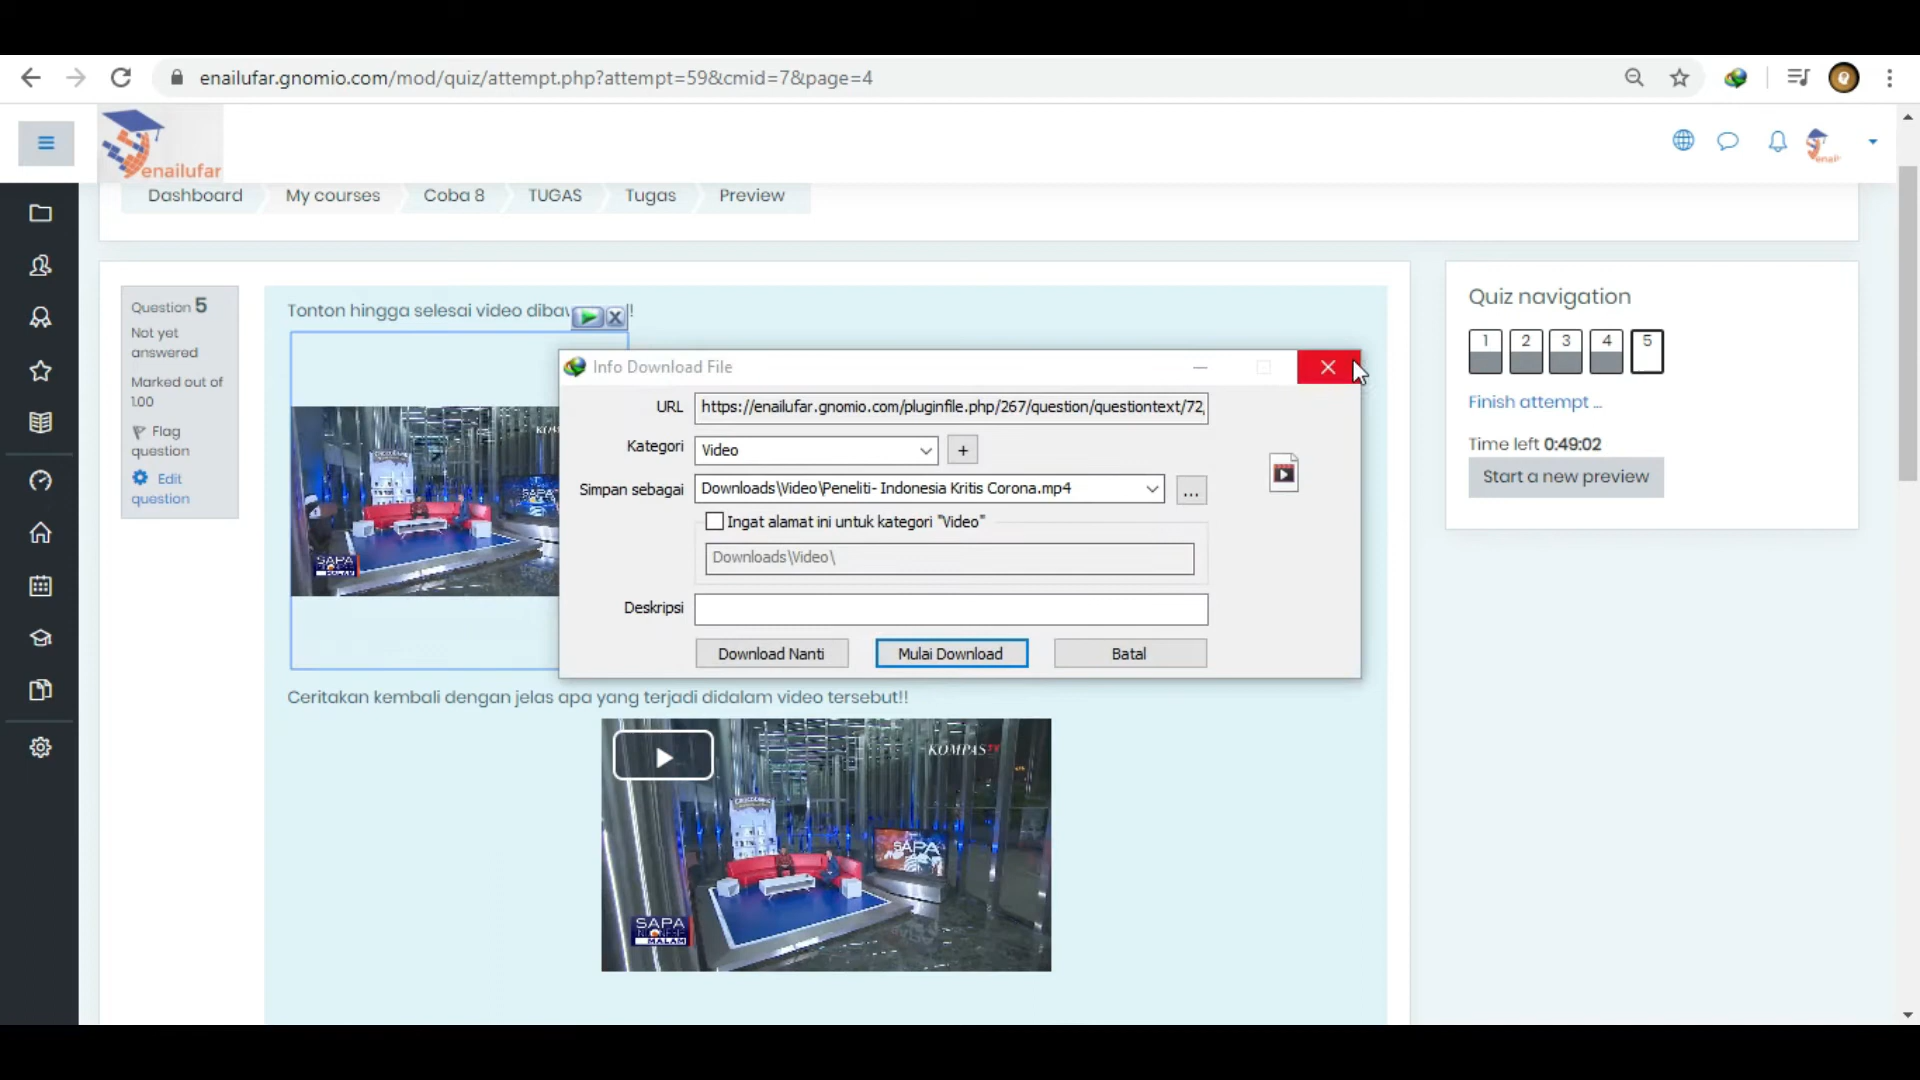 enailufar.gnomio.com/mod/quiz/attempt.php?attempt=59&cmid=7&page=4
enailufar
Dashboard
My courses
Coba 8
TUGAS
Tugas
Preview
Question 5
Not yet
answered
Marked out of
1.00
Flag
question
Edit
question
Tonton hingga selesai video diba
!!
Info Download File
URL
https://enailufar.gnomio.com/pluginfile.php/267/question/questiontext/72,
Kategori
Video
+
Simpan sebagai
Downloads\Video\Peneliti- Indonesia Kritis Corona.mp4
...
Ingat alamat ini untuk kategori "Video"
Downloads\Video\
Deskripsi
Download Nanti
Mulai Download
Batal
SAPA
MALAM
Ceritakan kembali dengan jelas apa yang terjadi didalam video tersebut!!
KOMPASTV
SAPA
SAPA
INDONESIA
MALAM
Quiz navigation
1 2 3 4 5
Finish attempt ...
Time left 0:49:02
Start a new preview